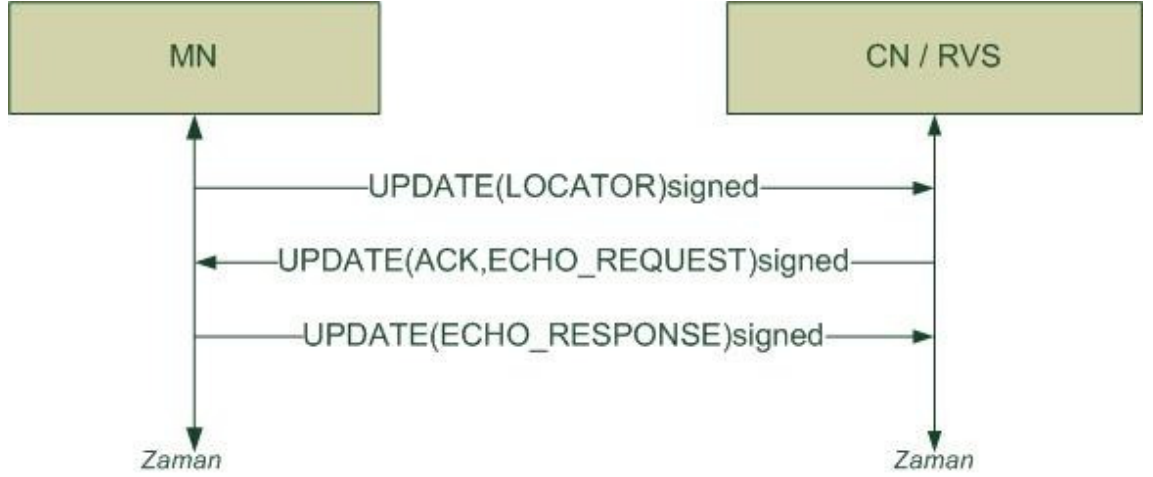 MN
CN / RVS
UPDATE(LOCATOR)signed
UPDATE(ACK,ECHO_REQUEST)signed
UPDATE(ECHO_RESPONSE)signed
Zaman
Zaman